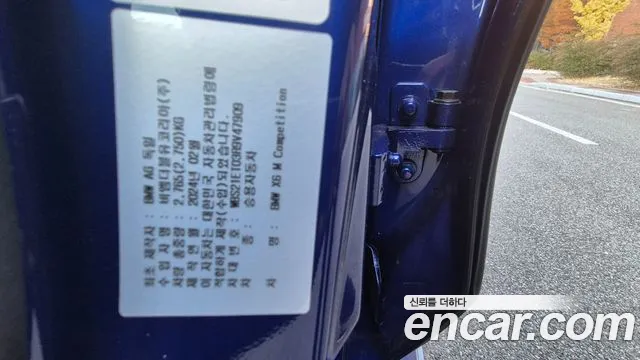 최초 제작자 : BMW AG 독일
수 입 자 명 : 비엠더블유코리아(주)
차량 총중량 : 2,765(2,750)KG
제 작 연 월 : 2024년 02월
이 자동차는 대한민국 자동차관리법령에
적합하게 제작(수입)되었습니다.
차 대 번 호 :
차 종 : 승용자동차
차 명 : BMW X6 M Competition
신뢰를 더하다
encar.com